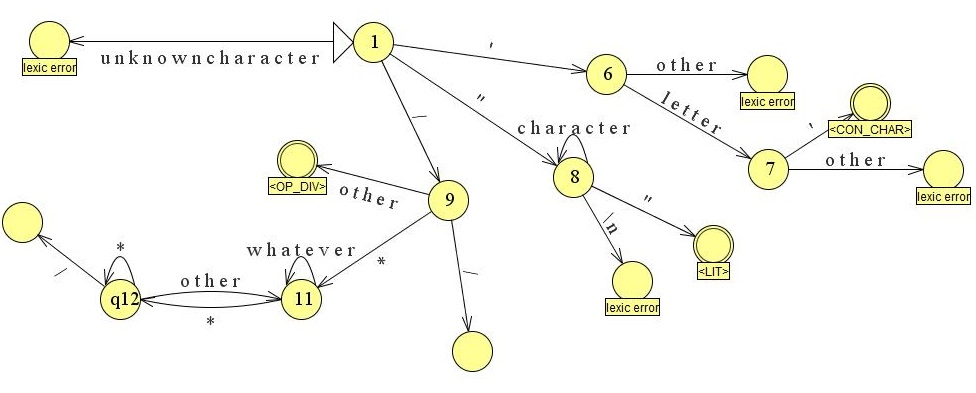 1
unknowncharacter
lexic error
'
6
other
lexic error
letter
7
'
<CON_CHAR>
other
lexic error
"
character
8
"
<LIT>
\n
lexic error
/
9
other
<OP_DIV>
*
/
whatever
11
other
*
*
q12
/